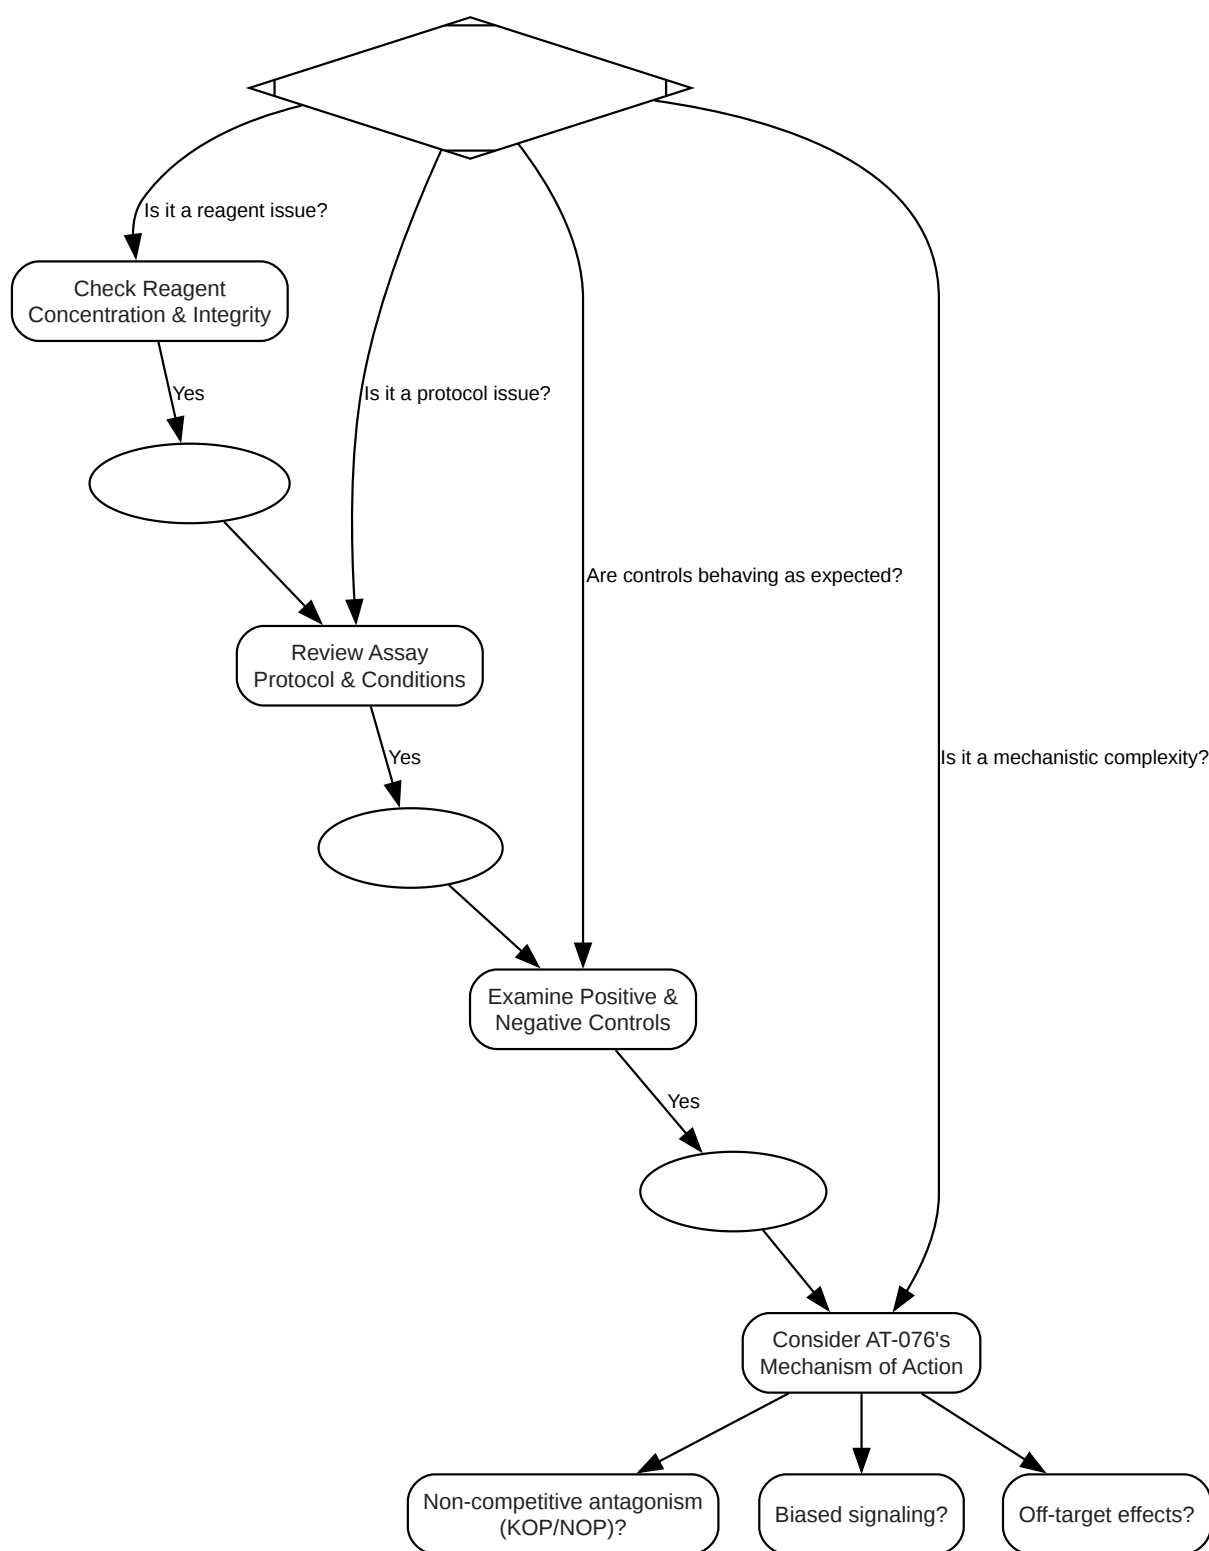 Is it a reagent issue?
Check Reagent
Concentration & Integrity
Yes
Is it a protocol issue?
Are controls behaving as expected?
Review Assay
Protocol & Conditions
Yes
Is it a mechanistic complexity?
Examine Positive &
Negative Controls
Yes
Consider AT-076's
Mechanism of Action
Non-competitive antagonism
(KOP/NOP)?
Biased signaling?
Off-target effects?